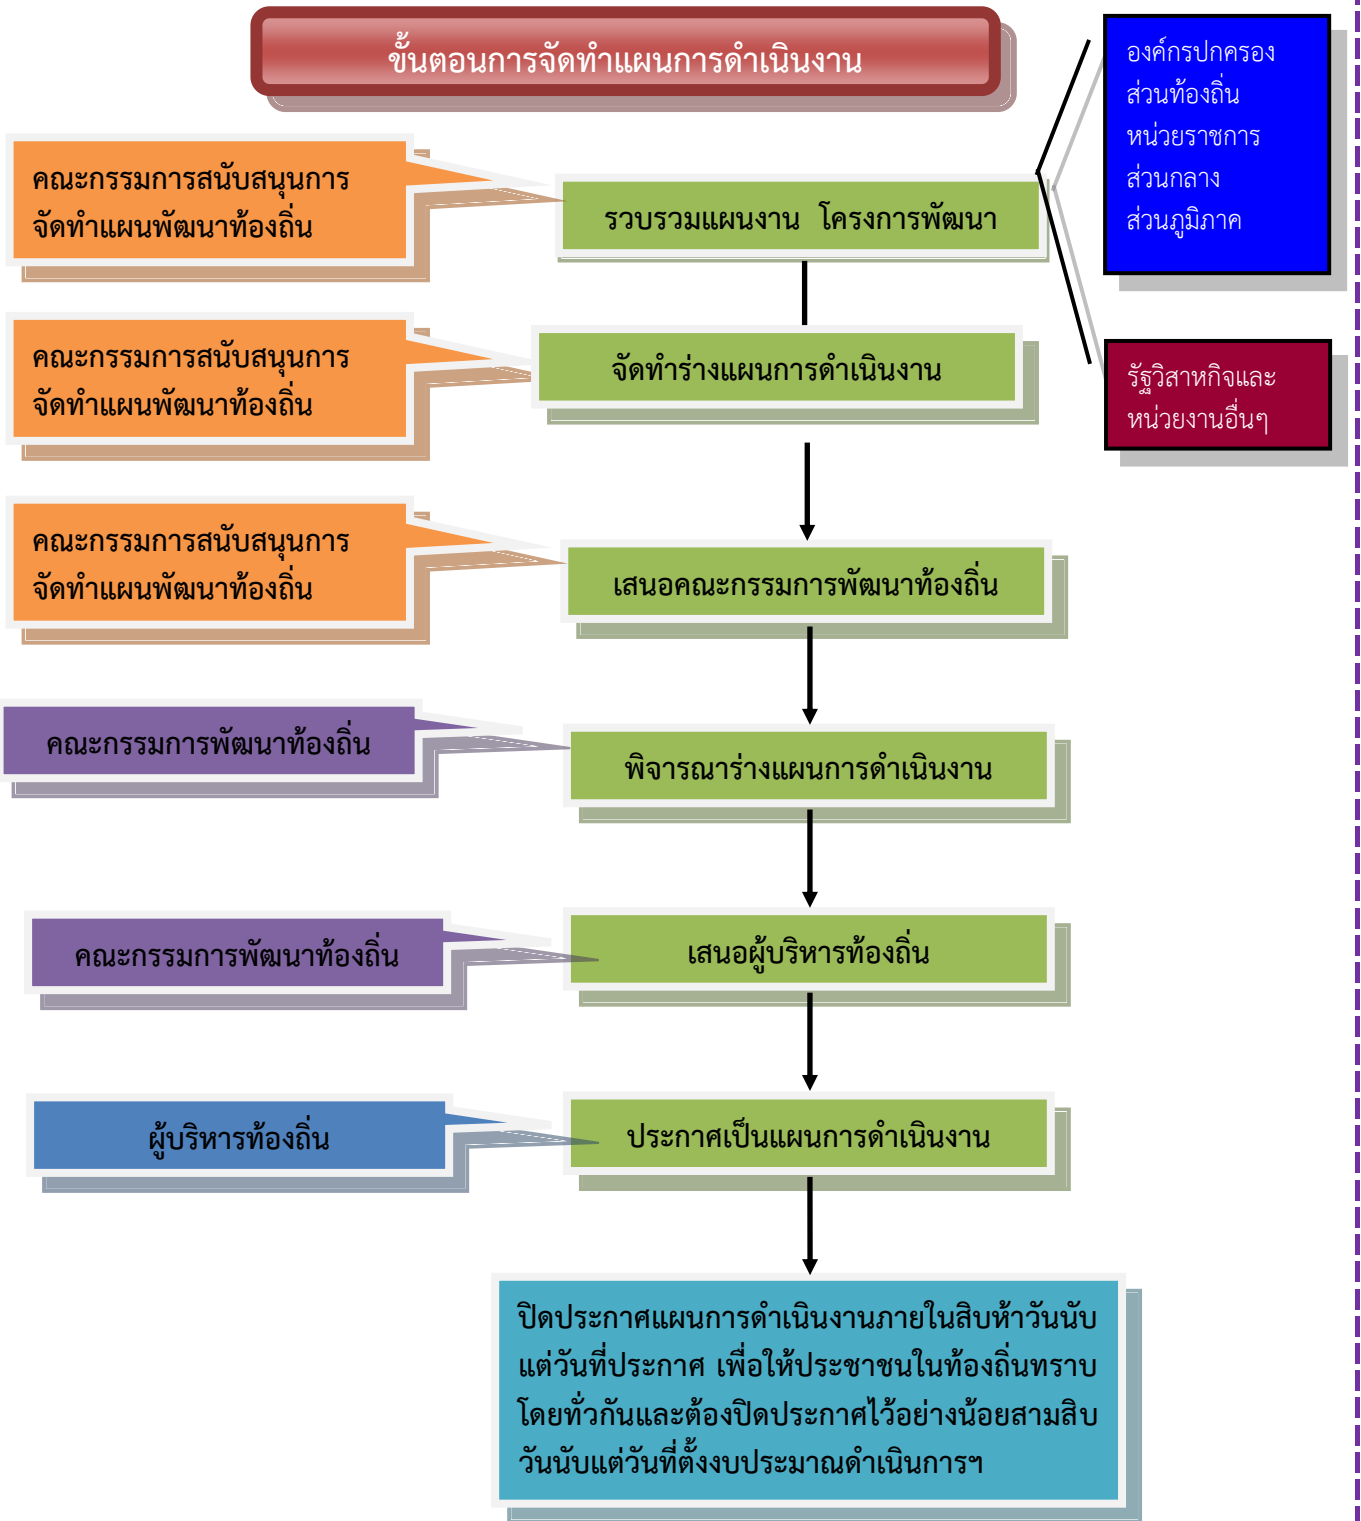 ขั้นตอนการจัดทำแผนการดำเนินงาน
องค์กรปกครอง
ส่วนท้องถิ่น
หน่วยราชการ
ส่วนกลาง
ส่วนภูมิภาค
คณะกรรมการสนับสนุนการ
จัดทำแผนพัฒนาท้องถิ่น
รวบรวมแผนงาน โครงการพัฒนา
คณะกรรมการสนับสนุนการ
จัดทำแผนพัฒนาท้องถิ่น
จัดทำร่างแผนการดำเนินงาน
รัฐวิสาหกิจและ
หน่วยงานอื่นๆ
คณะกรรมการสนับสนุนการ
จัดทำแผนพัฒนาท้องถิ่น
เสนอคณะกรรมการพัฒนาท้องถิ่น
คณะกรรมการพัฒนาท้องถิ่น
พิจารณาร่างแผนการดำเนินงาน
คณะกรรมการพัฒนาท้องถิ่น
เสนอผู้บริหารท้องถิ่น
ผู้บริหารท้องถิ่น
ประกาศเป็นแผนการดำเนินงาน
ปิดประกาศแผนการดำเนินงานภายในสิบห้าวันนับ
แต่วันที่ประกาศ เพื่อให้ประชาชนในท้องถิ่นทราบ
โดยทั่วกันและต้องปิดประกาศไว้อย่างน้อยสามสิบ
วันนับแต่วันที่ตั้งงบประมาณดำเนินการฯ